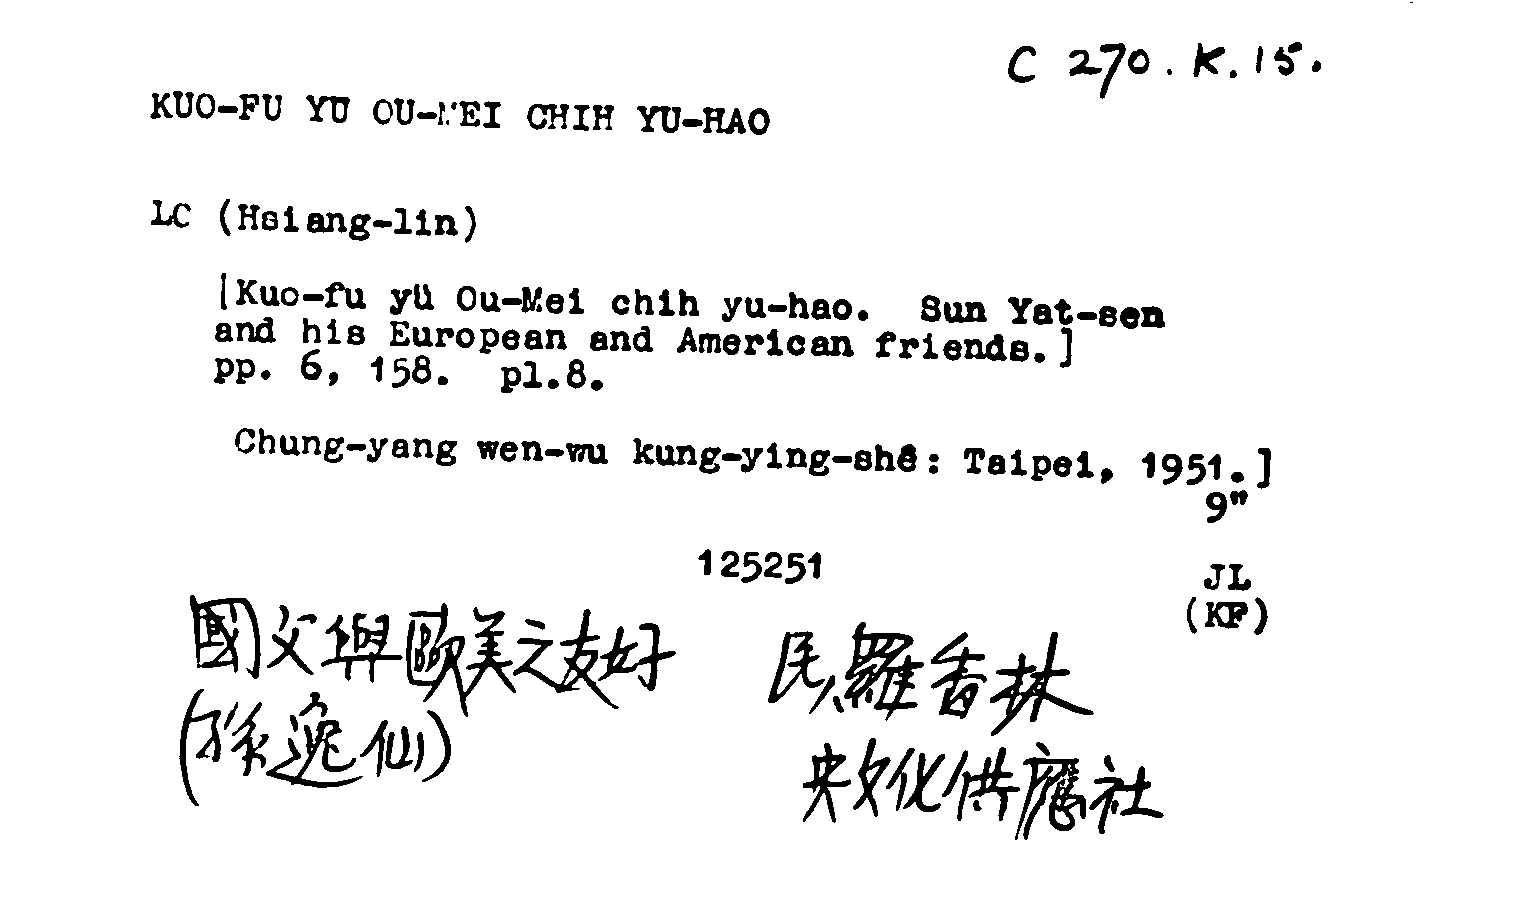 C 270.K.15.
KUO-FU YU OU-MEI CHIH YU-HAO
LC (Hsiang-lin)
[Kuo-fu yü Ou-Mei chih yu-hao. Sun Yat-sen
and his European and American friends.]
pp. 6, 158. pl.8.
Chung-yang wen-wu kung-ying-shê: Taipei, 1951.]
9"
125251
JL
(KF)
國父與歐美之友好 民、羅香林
(孫逸仙) 央文化供應社